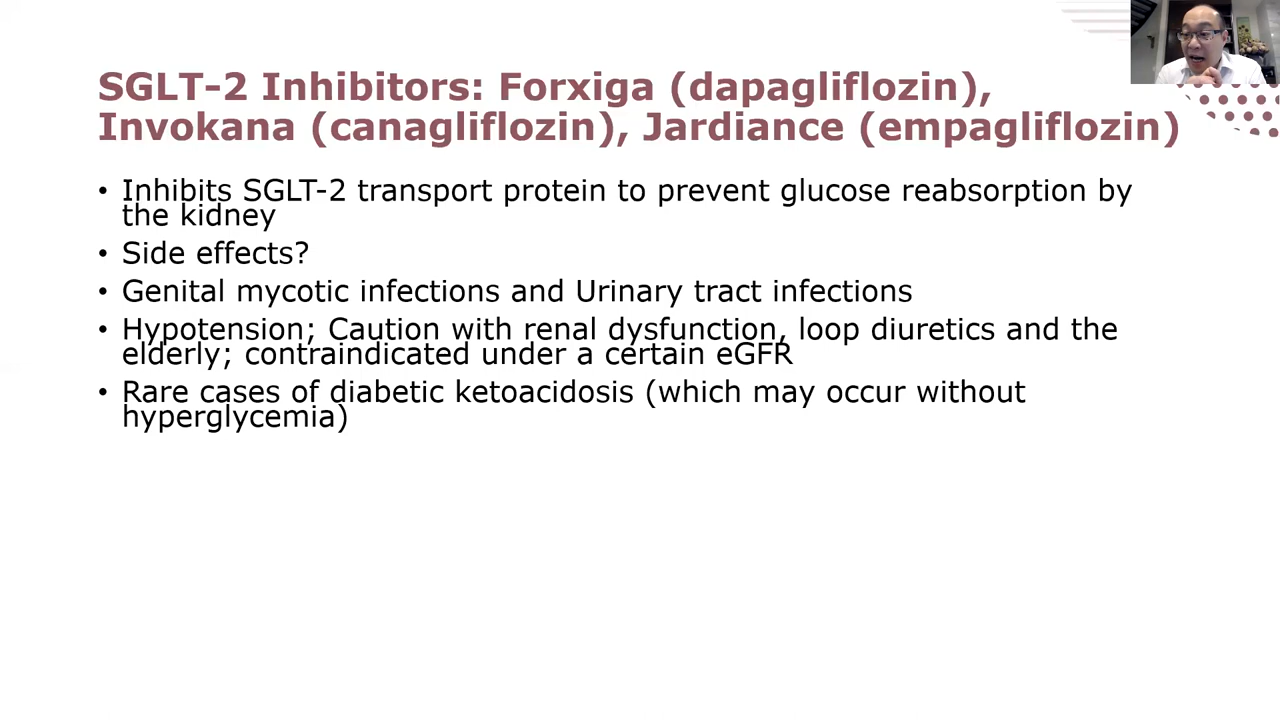 SGLT-2 Inhibitors: Forxiga (dapagliflozin),
Invokana (canagliflozin), Jardiance (empagliflozin)
• Inhibits SGLT-2 transport protein to prevent glucose reabsorption by
the kidney
• Side effects?
• Genital mycotic infections and Urinary tract infections
• Hypotension; Caution with renal dysfunction, loop diuretics and the
elderly; contraindicated under a certain eGFR
• Rare cases of diabetic ketoacidosis (which may occur without
hyperglycemia)